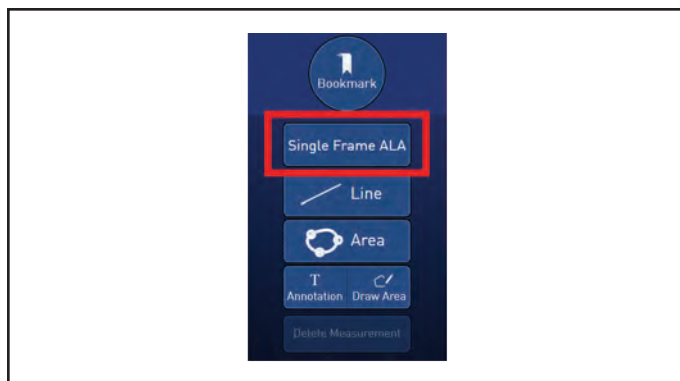 Bookmark
Single Frame ALA
Line
Area
T
Annotation Draw Area
Delete Measurement